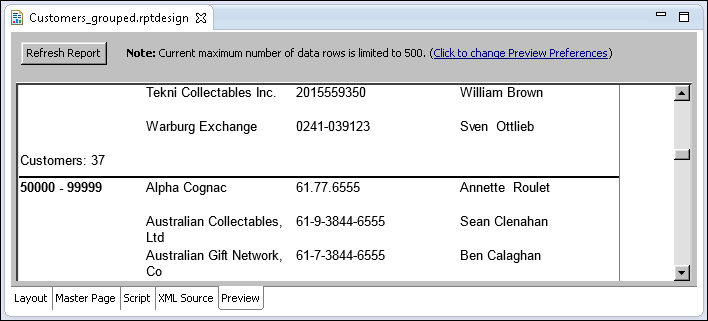 Customers_grouped.rptdesign
Refresh Report Note: Current maximum number of data rows is limited to 500. (Click to change Preview Preferences)
Tekni Collectables Inc. 2015559350 William Brown
Warburg Exchange 0241-039123 Sven Ottlieb
Customers: 37
50000 - 99999 Alpha Cognac 61.77.6555 Annette Roulet
Australian Collectables, 61-9-3844-6555 Sean Clenahan
Ltd
Australian Gift Network, 61-7-3844-6555 Ben Calaghan
Co
Layout Master Page Script XML Source Preview